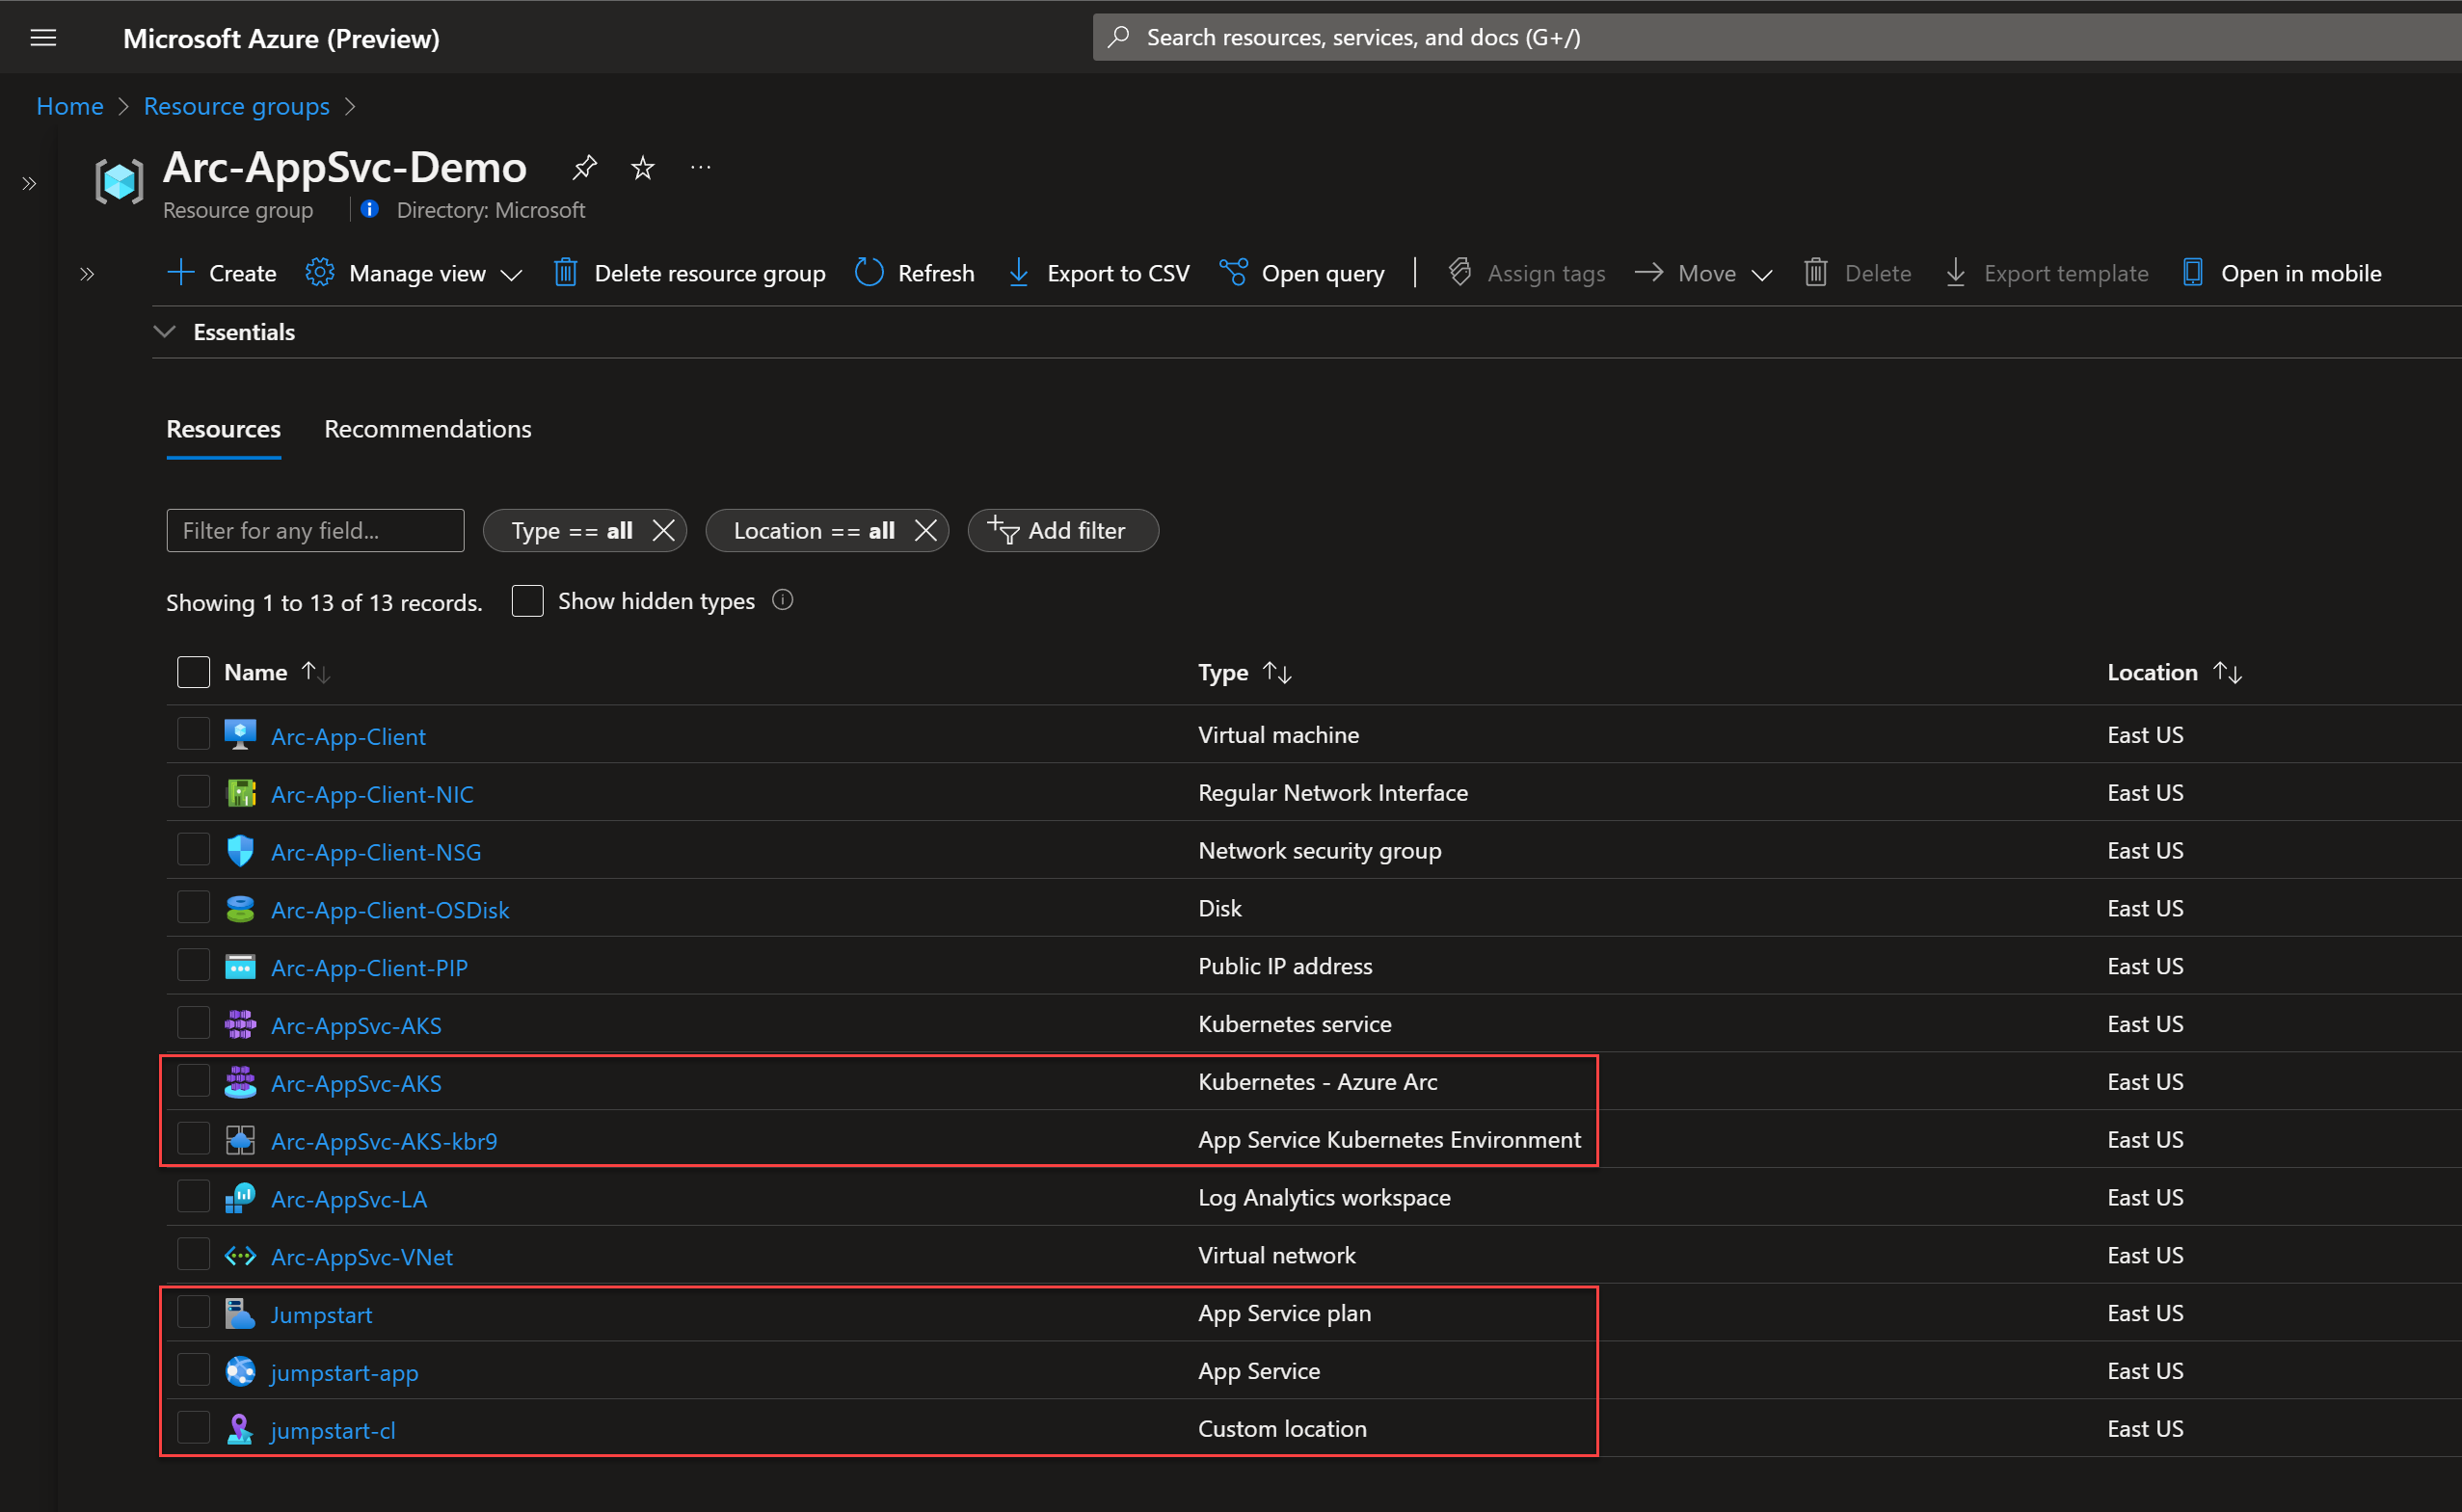 Microsoft Azure (Preview)
Search resources, services, and docs (G+/)
Home > Resource groups >
Arc-AppSvc-Demo ...
Resource group | Directory: Microsoft
Create Manage view Delete resource group Refresh Export to CSV Open query | Assign tags Move Delete Export template Open in mobile
Essentials
Resources Recommendations
Filter for any field... Type == all Location == all Add filter
Showing 1 to 13 of 13 records. Show hidden types
Name ↑↓ Type ↑↓ Location ↑↓
Arc-App-Client Virtual machine East US
Arc-App-Client-NIC Regular Network Interface East US
Arc-App-Client-NSG Network security group East US
Arc-App-Client-OSDisk Disk East US
Arc-App-Client-PIP Public IP address East US
Arc-AppSvc-AKS Kubernetes service East US
Arc-AppSvc-AKS Kubernetes - Azure Arc East US
Arc-AppSvc-AKS-kbr9 App Service Kubernetes Environment East US
Arc-AppSvc-LA Log Analytics workspace East US
Arc-AppSvc-VNet Virtual network East US
Jumpstart App Service plan East US
jumpstart-app App Service East US
jumpstart-cl Custom location East US